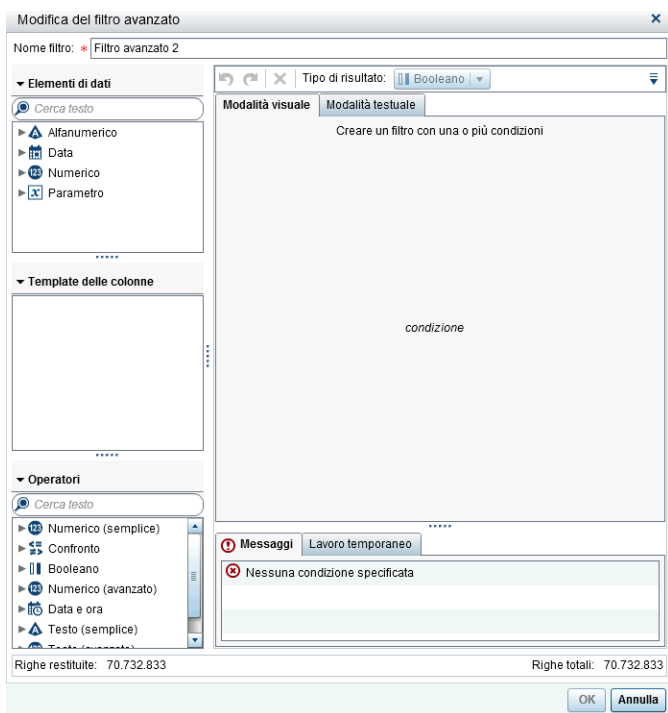 Modifica del filtro avanzato
Nome filtro: * Filtro avanzato 2
Elementi di dati
Cerca testo
Alfanumerico
Data
Numerico
Parametro
Template delle colonne
Operatori
Cerca testo
Numerico (semplice)
Confronto
Booleano
Numerico (avanzato)
Data e ora
Testo (semplice)
Testo (avanzato)
Tipo di risultato: Booleano
Modalità visuale Modalità testuale
Creare un filtro con una o più condizioni
condizione
Messaggi Lavoro temporaneo
Nessuna condizione specificata
Righe restituite: 70.732.833 Righe totali: 70.732.833
OK Annulla